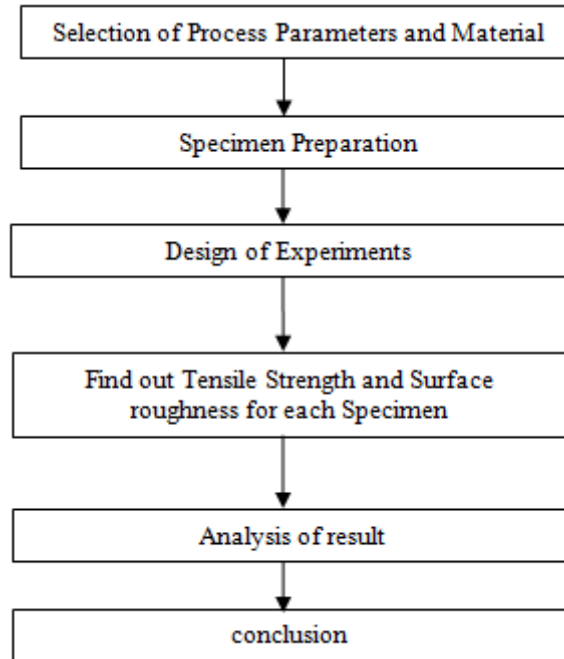 Selection of Process Parameters and Material
Specimen Preparation
Design of Experiments
Find out Tensile Strength and Surface
roughness for each Specimen
Analysis of result
conclusion